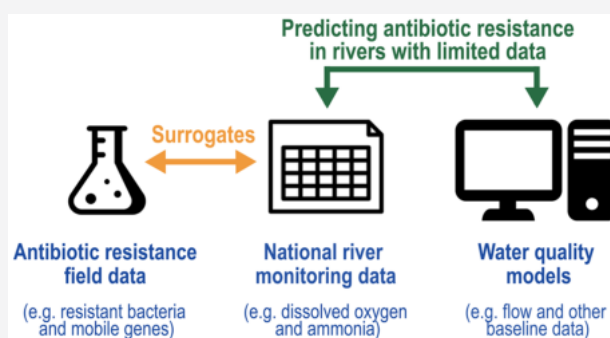 Predicting antibiotic resistance
in rivers with limited data
Surrogates
Antibiotic resistance
field data
(e.g. resistant bacteria
and mobile genes)
National river
monitoring data
(e.g. dissolved oxygen
and ammonia)
Water quality
models
(e.g. flow and other
baseline data)